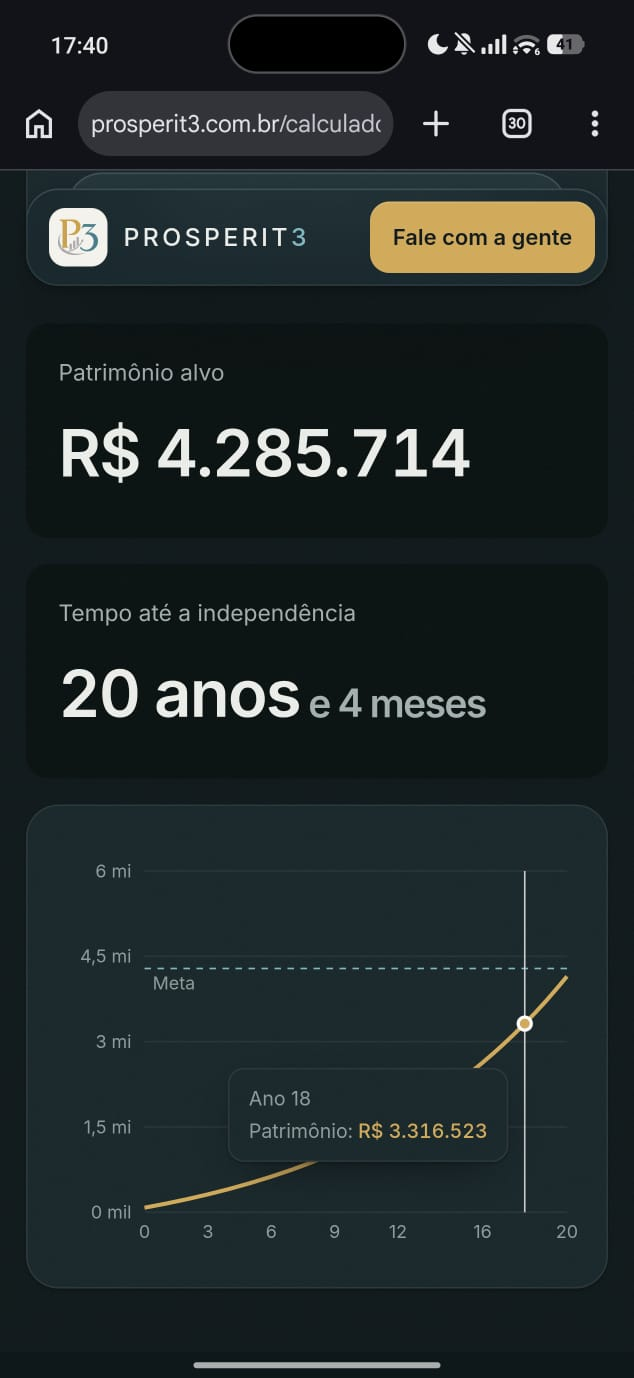 17:40
6
41
prosperit3.com.br/calculad
30
P3
PROSPERIT3
Fale com a gente
Patrimônio alvo
R$ 4.285.714
Tempo até a independência
20 anos e 4 meses
6 mi
4,5 mi
Meta
3 mi
Ano 18
1,5 mi
Patrimônio: R$ 3.316.523
0 mil
0 3 6 9 12 16 20